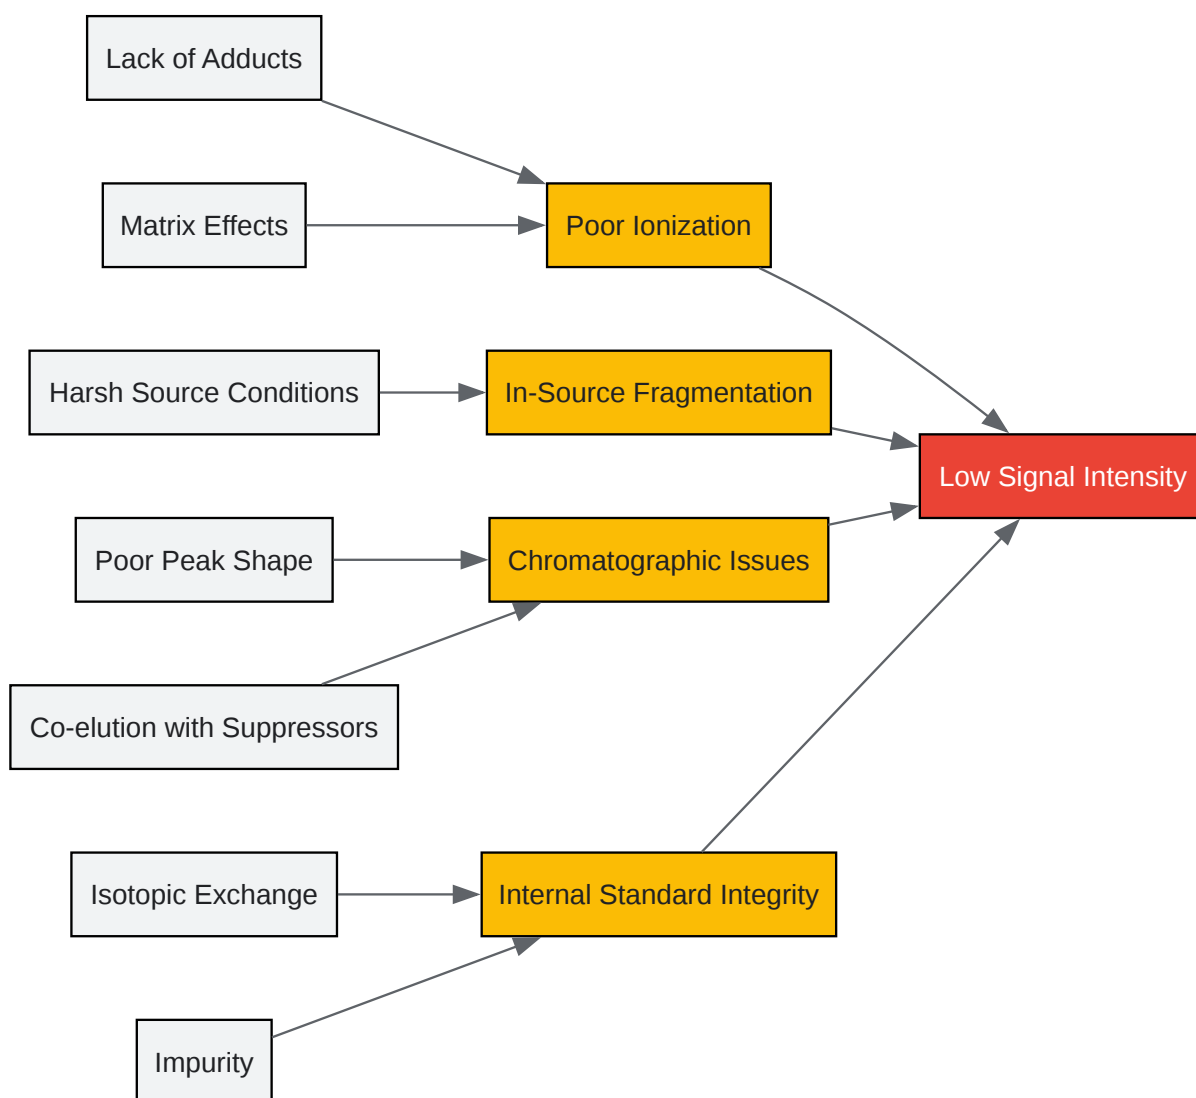 Lack of Adducts
Matrix Effects
Poor Ionization
Harsh Source Conditions
In-Source Fragmentation
Low Signal Intensity
Poor Peak Shape
Chromatographic Issues
Co-elution with Suppressors
Isotopic Exchange
Internal Standard Integrity
Impurity